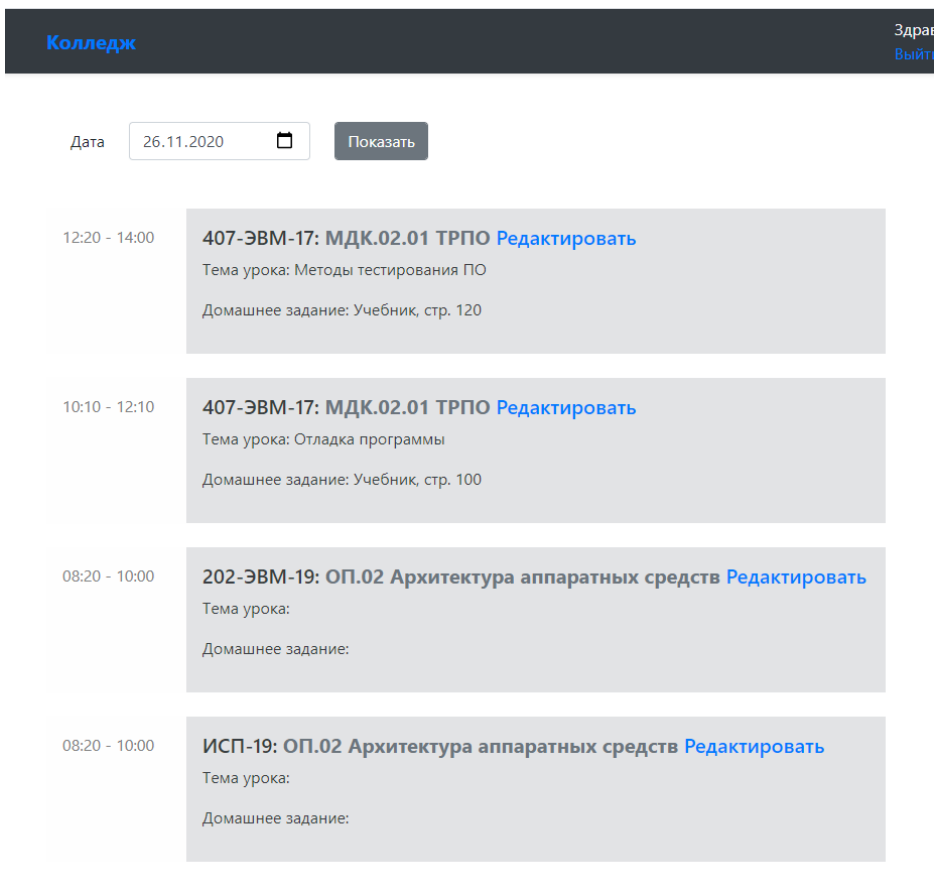 Колледж
Выйти
Дата 26.11.2020 Показать
12:20 - 14:00 407-ЭВМ-17: МДК.02.01 ТРПО Редактировать
Тема урока: Методы тестирования ПО
Домашнее задание: Учебник, стр. 120
10:10 - 12:10 407-ЭВМ-17: МДК.02.01 ТРПО Редактировать
Тема урока: Отладка программы
Домашнее задание: Учебник, стр. 100
08:20 - 10:00 202-ЭВМ-19: ОП.02 Архитектура аппаратных средств Редактировать
Тема урока:
Домашнее задание:
08:20 - 10:00 ИСП-19: ОП.02 Архитектура аппаратных средств Редактировать
Тема урока:
Домашнее задание: